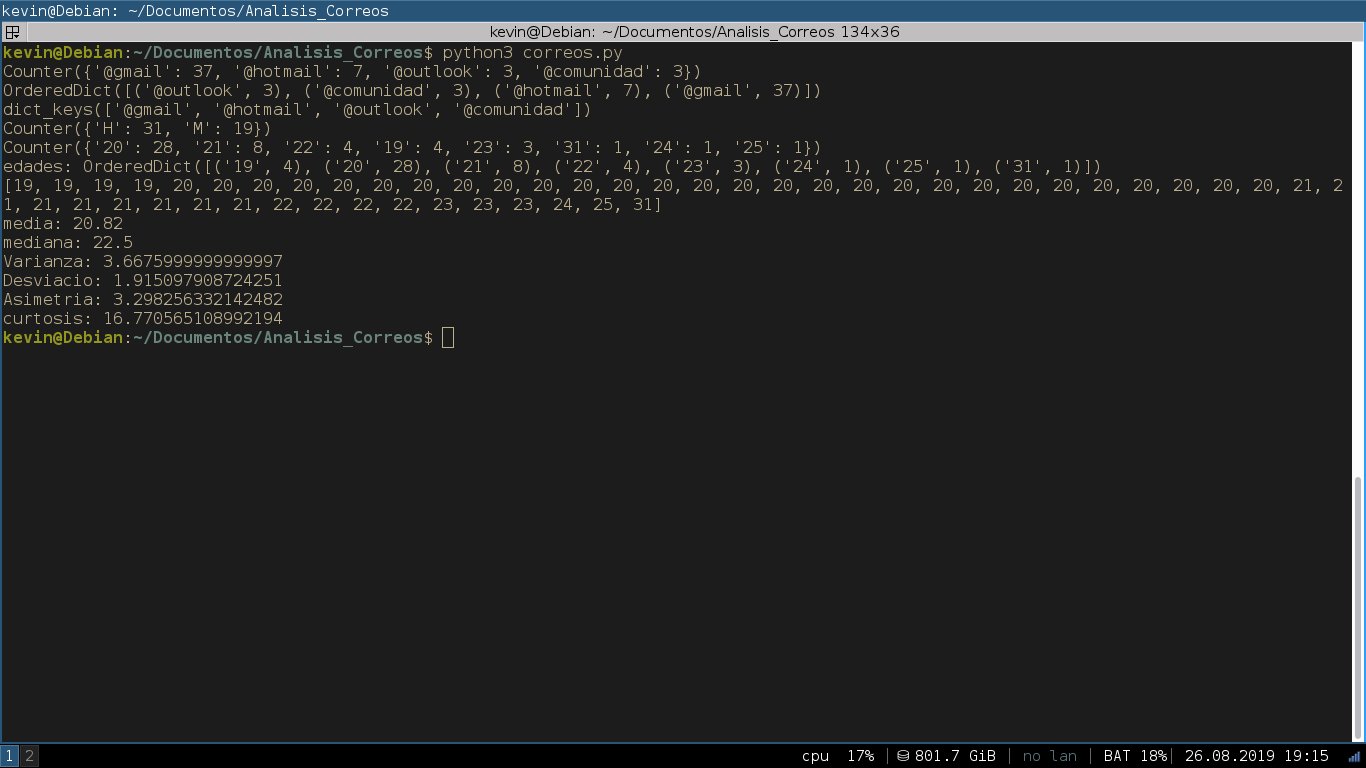 kevin@Debian: ~/Documentos/Analisis_Correos
kevin@Debian: ~/Documentos/Analisis_Correos 134x36
kevin@Debian:~/Documentos/Analisis_Correos$ python3 correos.py
Counter({'@gmail': 37, '@hotmail': 7, '@outlook': 3, '@comunidad': 3})
OrderedDict([('@outlook', 3), ('@comunidad', 3), ('@hotmail', 7), ('@gmail', 37)])
dict_keys(['@gmail', '@hotmail', '@outlook', '@comunidad'])
Counter({'H': 31, 'M': 19})
Counter({'20': 28, '21': 8, '22': 4, '19': 4, '23': 3, '31': 1, '24': 1, '25': 1})
edades: OrderedDict([('19', 4), ('20', 28), ('21', 8), ('22', 4), ('23', 3), ('24', 1), ('25', 1), ('31', 1)])
[19, 19, 19, 19, 20, 20, 20, 20, 20, 20, 20, 20, 20, 20, 20, 20, 20, 20, 20, 20, 20, 20, 20, 20, 20, 20, 20, 20, 20, 20, 20, 20, 21, 2
1, 21, 21, 21, 21, 21, 21, 22, 22, 22, 22, 23, 23, 23, 24, 25, 31]
media: 20.82
mediana: 22.5
Varianza: 3.6675999999999997
Desviacio: 1.915097908724251
Asimetria: 3.298256332142482
curtosis: 16.770565108992194
kevin@Debian:~/Documentos/Analisis_Correos$
1 2 cpu 17% 801.7 GiB no lan BAT 18% 26.08.2019 19:15